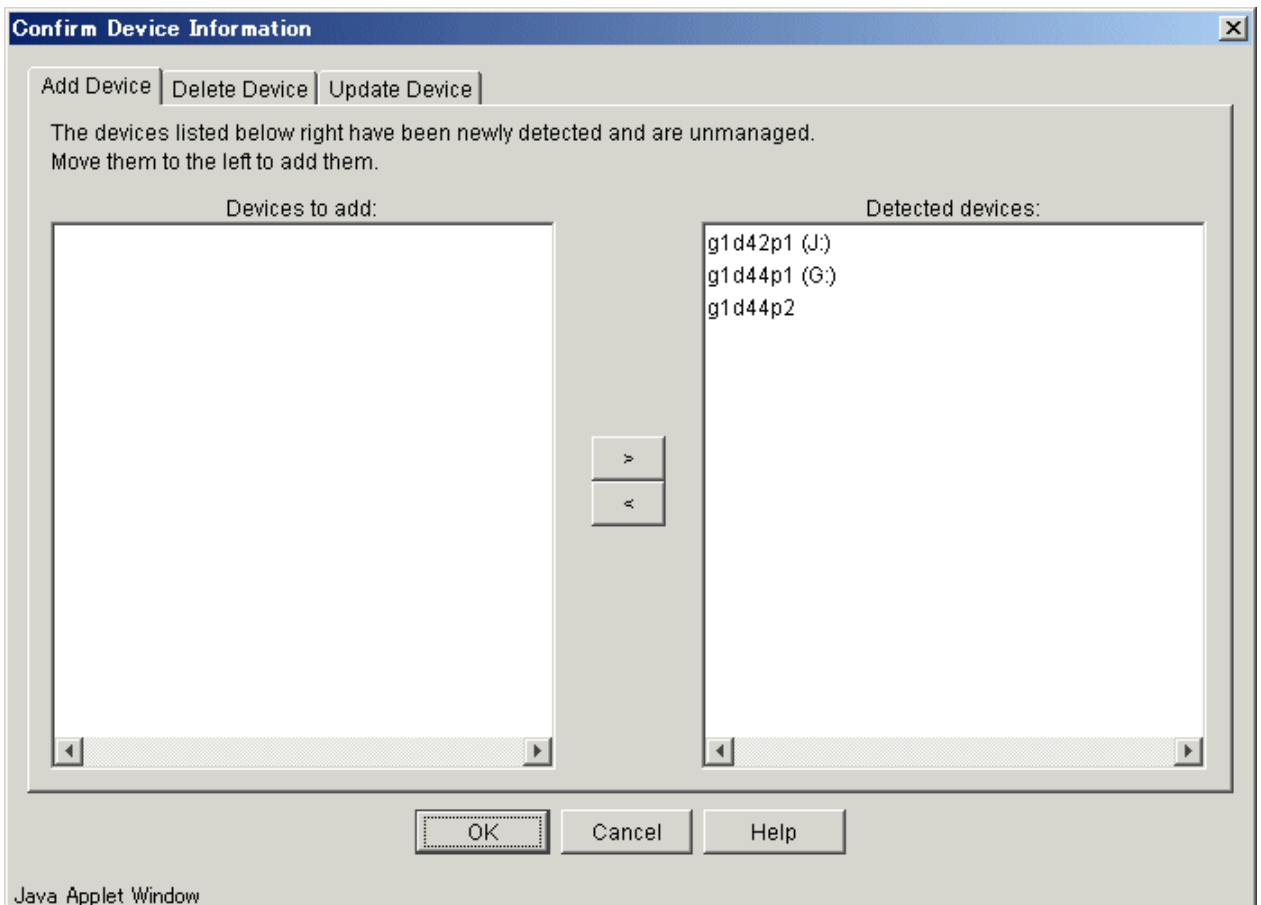 Confirm Device Information
Add Device
Delete Device
Update Device
The devices listed below right have been newly detected and are unmanaged.
Move them to the left to add them.
Devices to add:
Detected devices:
g1d42p1 (J:)
g1d44p1 (G:)
g1d44p2
>
<
OK
Cancel
Help
Java Applet Window